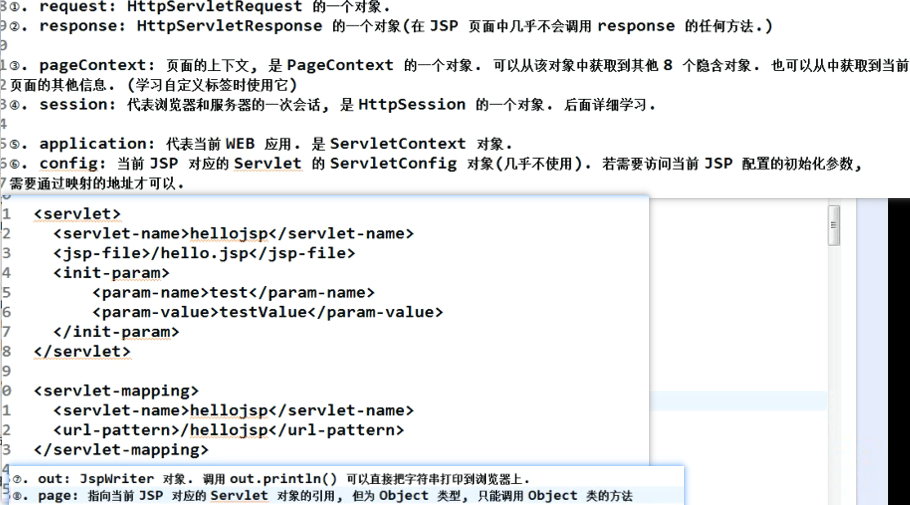 ①. request: HttpServletRequest 的一个对象.
②. response: HttpServletResponse 的一个对象(在 JSP 页面中几乎不会调用 response 的任何方法.)
③. pageContext: 页面的上下文, 是 PageContext 的一个对象. 可以从该对象中获取到其他 8 个隐含对象. 也可以从中获取到当前
页面的其他信息. (学习自定义标签时使用它)
④. session: 代表浏览器和服务器的一次会话, 是 HttpSession 的一个对象. 后面详细学习.
⑤. application: 代表当前 WEB 应用. 是 ServletContext 对象.
⑥. config: 当前 JSP 对应的 Servlet 的 ServletConfig 对象(几乎不使用). 若需要访问当前 JSP 配置的初始化参数,
需要通过映射的地址才可以.
1 <servlet>
2 <servlet-name>hellojsp</servlet-name>
3 <jsp-file>/hello.jsp</jsp-file>
4 <init-param>
5 <param-name>test</param-name>
6 <param-value>testValue</param-value>
7 </init-param>
8 </servlet>
9
0 <servlet-mapping>
1 <servlet-name>hellojsp</servlet-name>
2 <url-pattern>/hellojsp</url-pattern>
3 </servlet-mapping>
⑦. out: JspWriter 对象. 调用 out.println() 可以直接把字符串打印到浏览器上.
⑧. page: 指向当前 JSP 对应的 Servlet 对象的引用, 但为 Object 类型, 只能调用 Object 类的方法